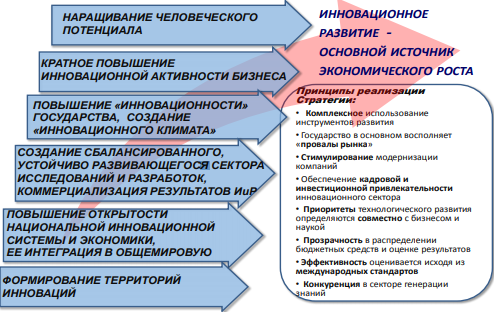 НАРАЩИВАНИЕ ЧЕЛОВЕЧЕСКОГО
ПОТЕНЦИАЛА
КРАТНОЕ ПОВЫШЕНИЕ
ИННОВАЦИОННОЙ АКТИВНОСТИ БИЗНЕСА
ПОВЫШЕНИЕ «ИННОВАЦИОННОСТИ»
ГОСУДАРСТВА, СОЗДАНИЕ
«ИННОВАЦИОННОГО КЛИМАТА»
СОЗДАНИЕ СБАЛАНСИРОВАННОГО,
УСТОЙЧИВО РАЗВИВАЮЩЕГОСЯ СЕКТОРА
ИССЛЕДОВАНИЙ И РАЗРАБОТОК,
КОММЕРЦИАЛИЗАЦИЯ РЕЗУЛЬТАТОВ ИиР
ПОВЫШЕНИЕ ОТКРЫТОСТИ
НАЦИОНАЛЬНОЙ ИННОВАЦИОННОЙ
СИСТЕМЫ И ЭКОНОМИКИ,
ЕЕ ИНТЕГРАЦИЯ В ОБЩЕМИРОВУЮ
ФОРМИРОВАНИЕ ТЕРРИТОРИЙ
ИННОВАЦИЙ
ИННОВАЦИОННОЕ
РАЗВИТИЕ –
ОСНОВНОЙ ИСТОЧНИК
ЭКОНОМИЧЕСКОГО РОСТА
Принципы реализации
Стратегии:
• Комплексное использование
инструментов развития
• Государство в основном восполняет
«провалы рынка»
• Стимулирование модернизации
компаний
• Обеспечение кадровой и
инвестиционной привлекательности
инновационного сектора
• Приоритеты технологического развития
определяются совместно с бизнесом и
наукой
• Прозрачность в распределении
бюджетных средств и оценке результатов
• Эффективность оценивается исходя из
международных стандартов
• Конкуренция в секторе генерации
знаний